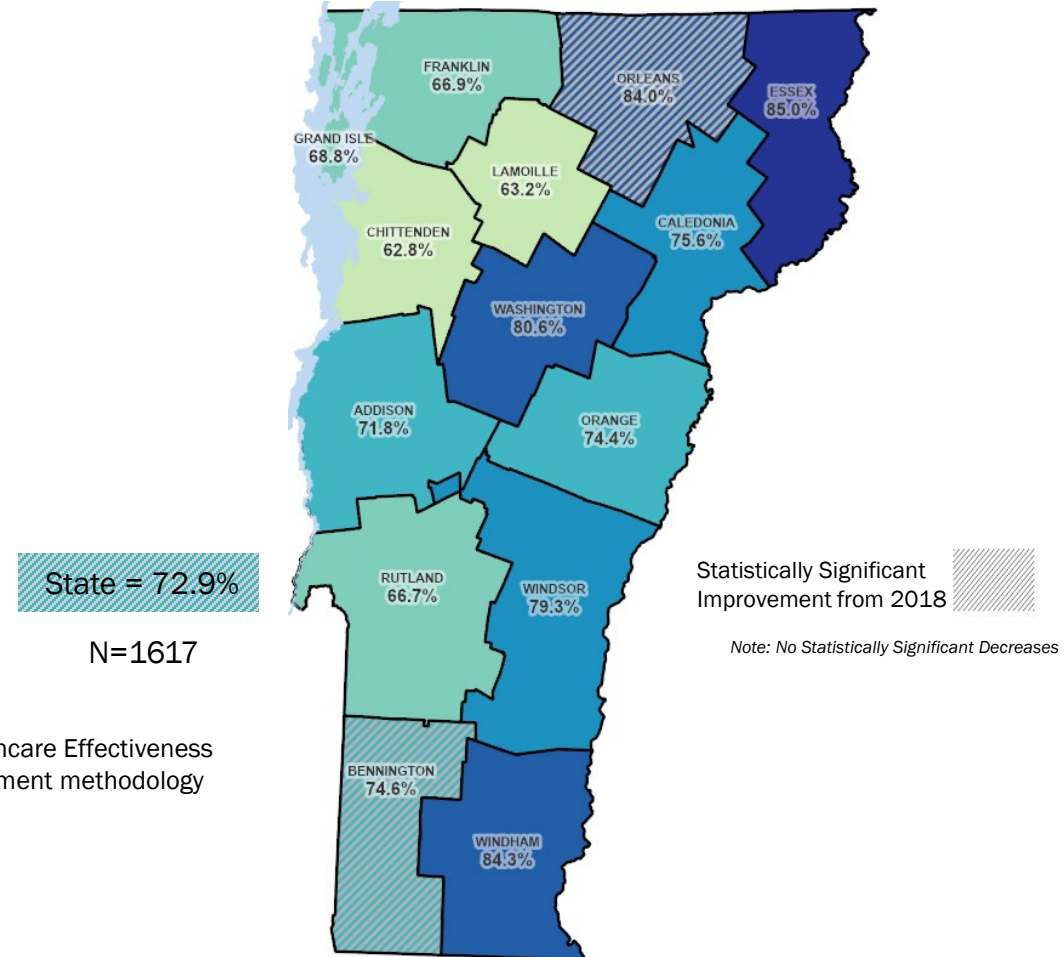 FRANKLIN
66.9%
ORLEANS
84.0%
ESSEX
85.0%
GRAND ISLE
68.8%
LAMOILLE
63.2%
CHITTENDEN
62.8%
CALEDONIA
75.6%
WASHINGTON
80.6%
ADDISON
71.8%
ORANGE
74.4%
State = 72.9%
N=1617
RUTLAND
66.7%
WINDSOR
79.3%
Statistically Significant
Improvement from 2018
Note: No Statistically Significant Decreases
ncare Effectiveness
ment methodology
BENNINGTON
74.6%
WINDHAM
84.3%